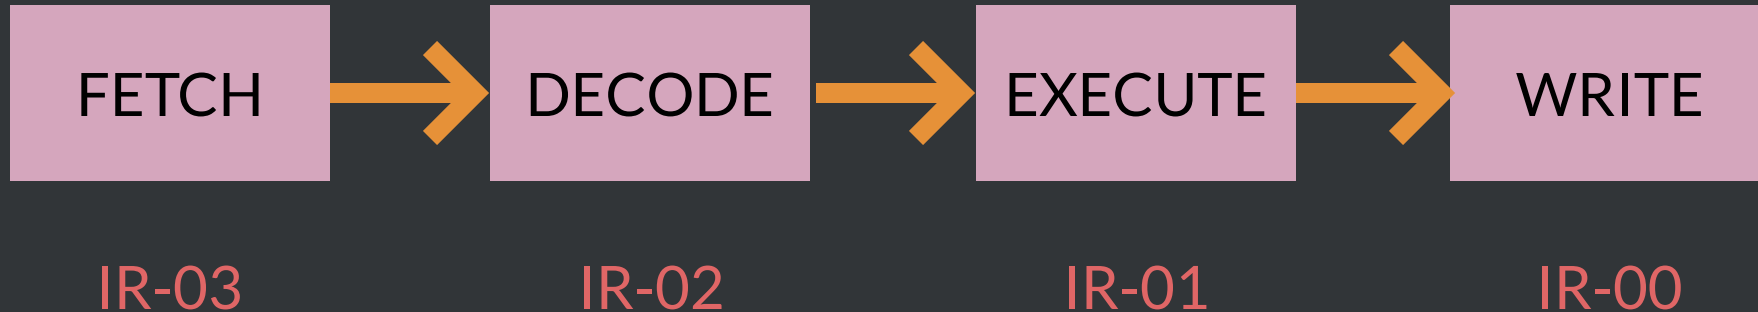 FETCH DECODE EXECUTE WRITE
IR-03 IR-02 IR-01 IR-00